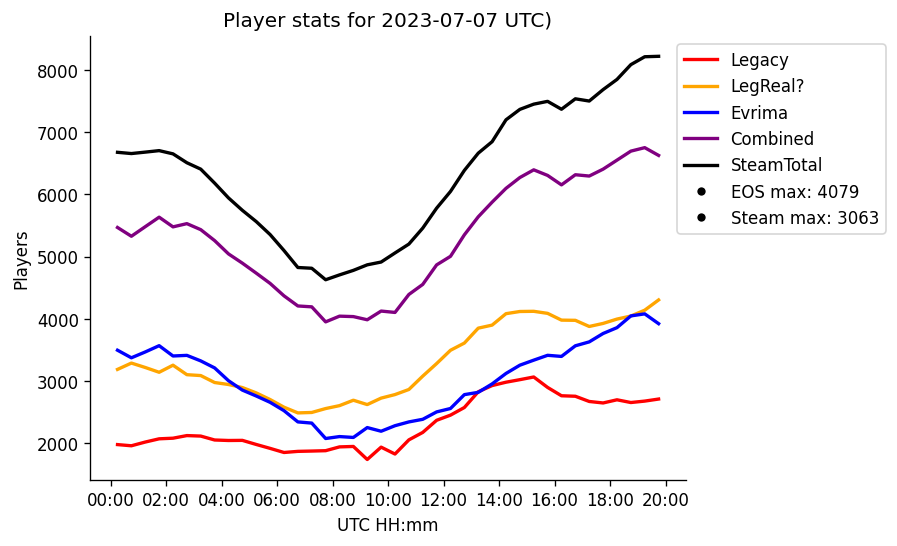 Player stats for 2023-07-07 UTC)
Legacy
LegReal?
Evrima
Combined
SteamTotal
EOS max: 4079
Steam max: 3063
Players
8000
7000
6000
5000
4000
3000
2000
00:00 02:00 04:00 06:00 08:00 10:00 12:00 14:00 16:00 18:00 20:00
UTC HH:mm